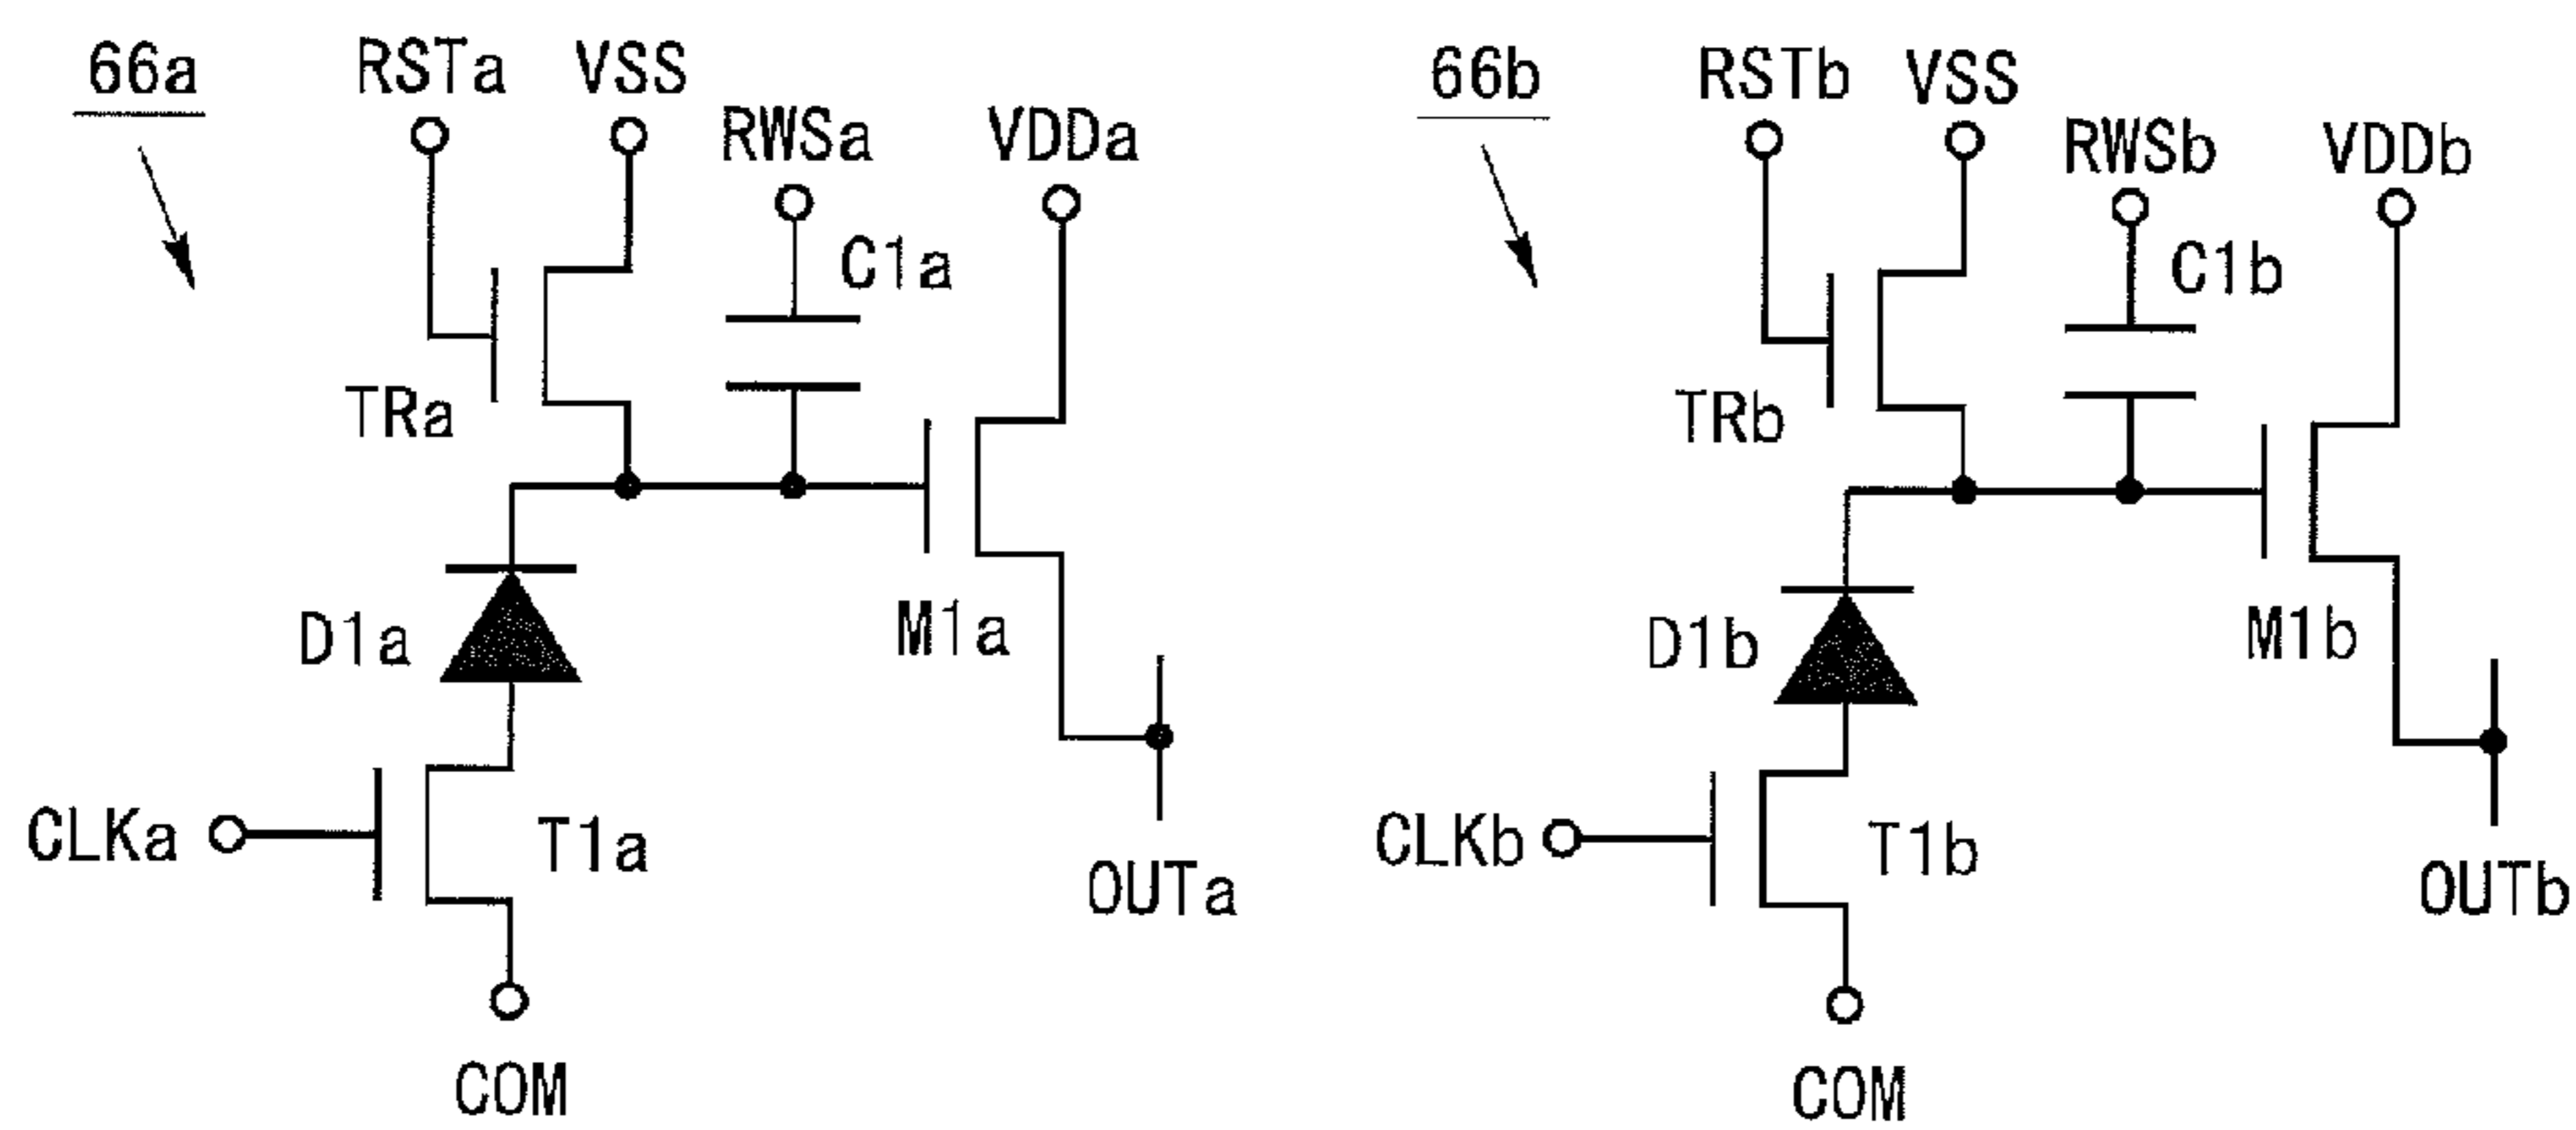 66a
RSTa
VSS
RWSa
VDDa
C1a
TRa
D1a
M1a
CLKa
T1a
OUTa
COM
66b
RSTb
VSS
RWSb
VDDb
C1b
TRb
D1b
M1b
CLKb
T1b
OUTb
COM